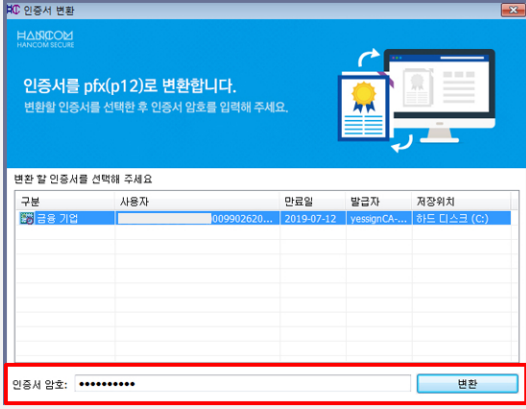 인증서 변환
HANCOM
HANCOM SECURE
인증서를 pfx(p12)로 변환합니다.
변환할 인증서를 선택한 후 인증서 암호를 입력해 주세요.
변환 할 인증서를 선택해 주세요
구분 사용자 만료일 발급자 저장위치
금융 기업 009902620... 2019-07-12 yessignCA-... 하드 디스크 (C:)
인증서 암호: ●●●●●●●●●● 변환